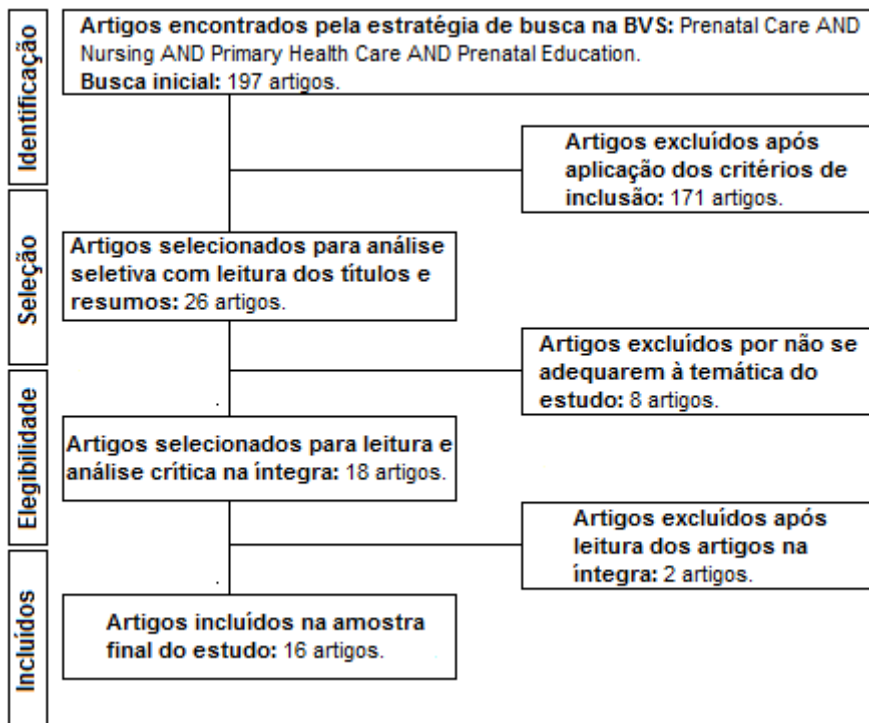 Identificação
Artigos encontrados pela estratégia de busca na BVS: Prenatal Care AND
Nursing AND Primary Health Care AND Prenatal Education.
Busca inicial: 197 artigos.
Artigos excluídos após
aplicação dos critérios de
inclusão: 171 artigos.
Seleção
Artigos selecionados para análise
seletiva com leitura dos títulos e
resumos: 26 artigos.
Artigos excluídos por não se
adequarem à temática do
estudo: 8 artigos.
Elegibilidade
Artigos selecionados para leitura e
análise crítica na íntegra: 18 artigos.
Artigos excluídos após
leitura dos artigos na
íntegra: 2 artigos.
Incluídos
Artigos incluídos na amostra
final do estudo: 16 artigos.